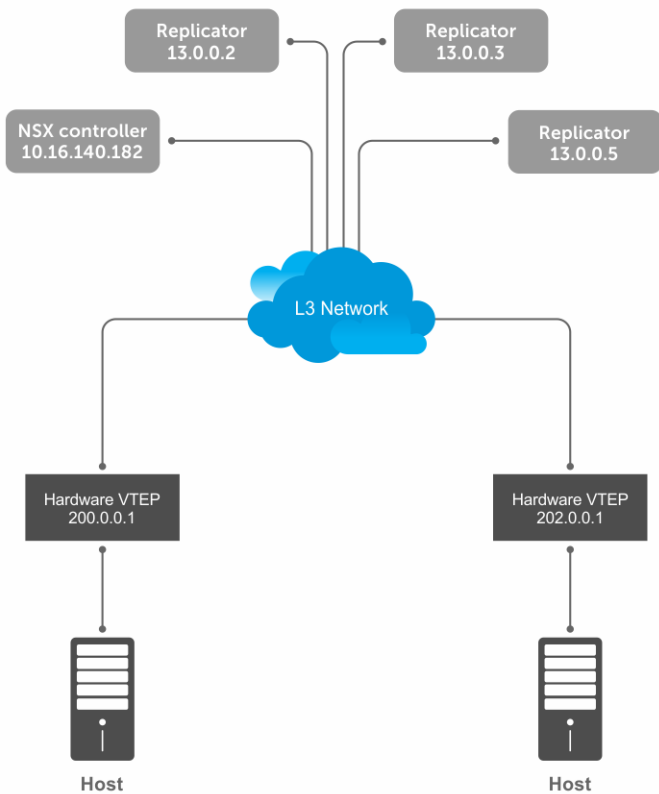 Replicator
13.0.0.2
Replicator
13.0.0.3
NSX controller
10.16.140.182
Replicator
13.0.0.5
L3 Network
Hardware VTEP
200.0.0.1
Hardware VTEP
202.0.0.1
Host
Host